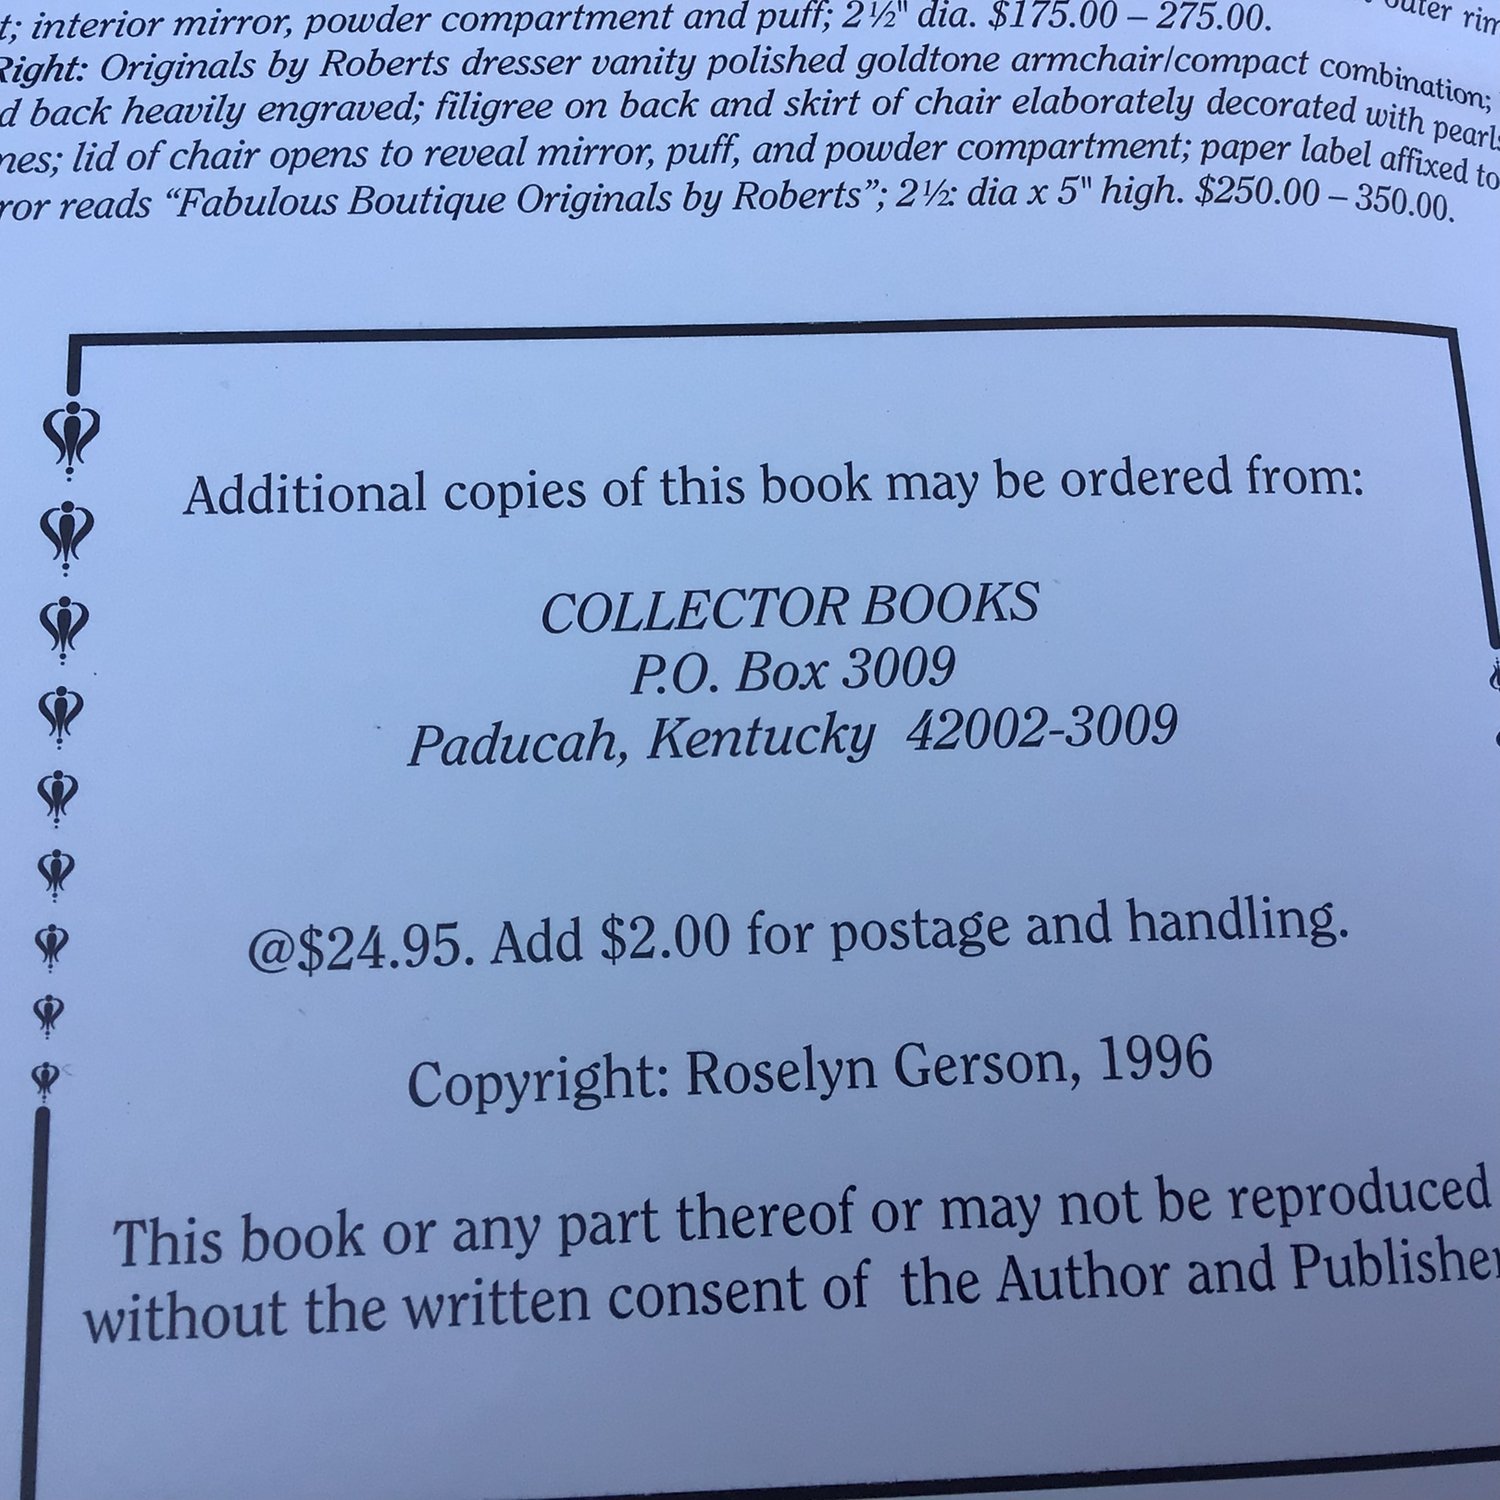 t; interior mirror, powder compartment and puff; 2½" dia. $175.00 – 275.00.
outer rim
Right: Originals by Roberts dresser vanity polished goldtone armchair/compact combination;
d back heavily engraved; filigree on back and skirt of chair elaborately decorated with pearls
nes; lid of chair opens to reveal mirror, puff, and powder compartment; paper label affixed to
ror reads “Fabulous Boutique Originals by Roberts”; 2½: dia x 5" high. $250.00 – 350.00.
Additional copies of this book may be ordered from:
COLLECTOR BOOKS
P.O. Box 3009
Paducah, Kentucky 42002-3009
@$24.95. Add $2.00 for postage and handling.
Copyright: Roselyn Gerson, 1996
This book or any part thereof or may not be reproduced
without the written consent of the Author and Publisher